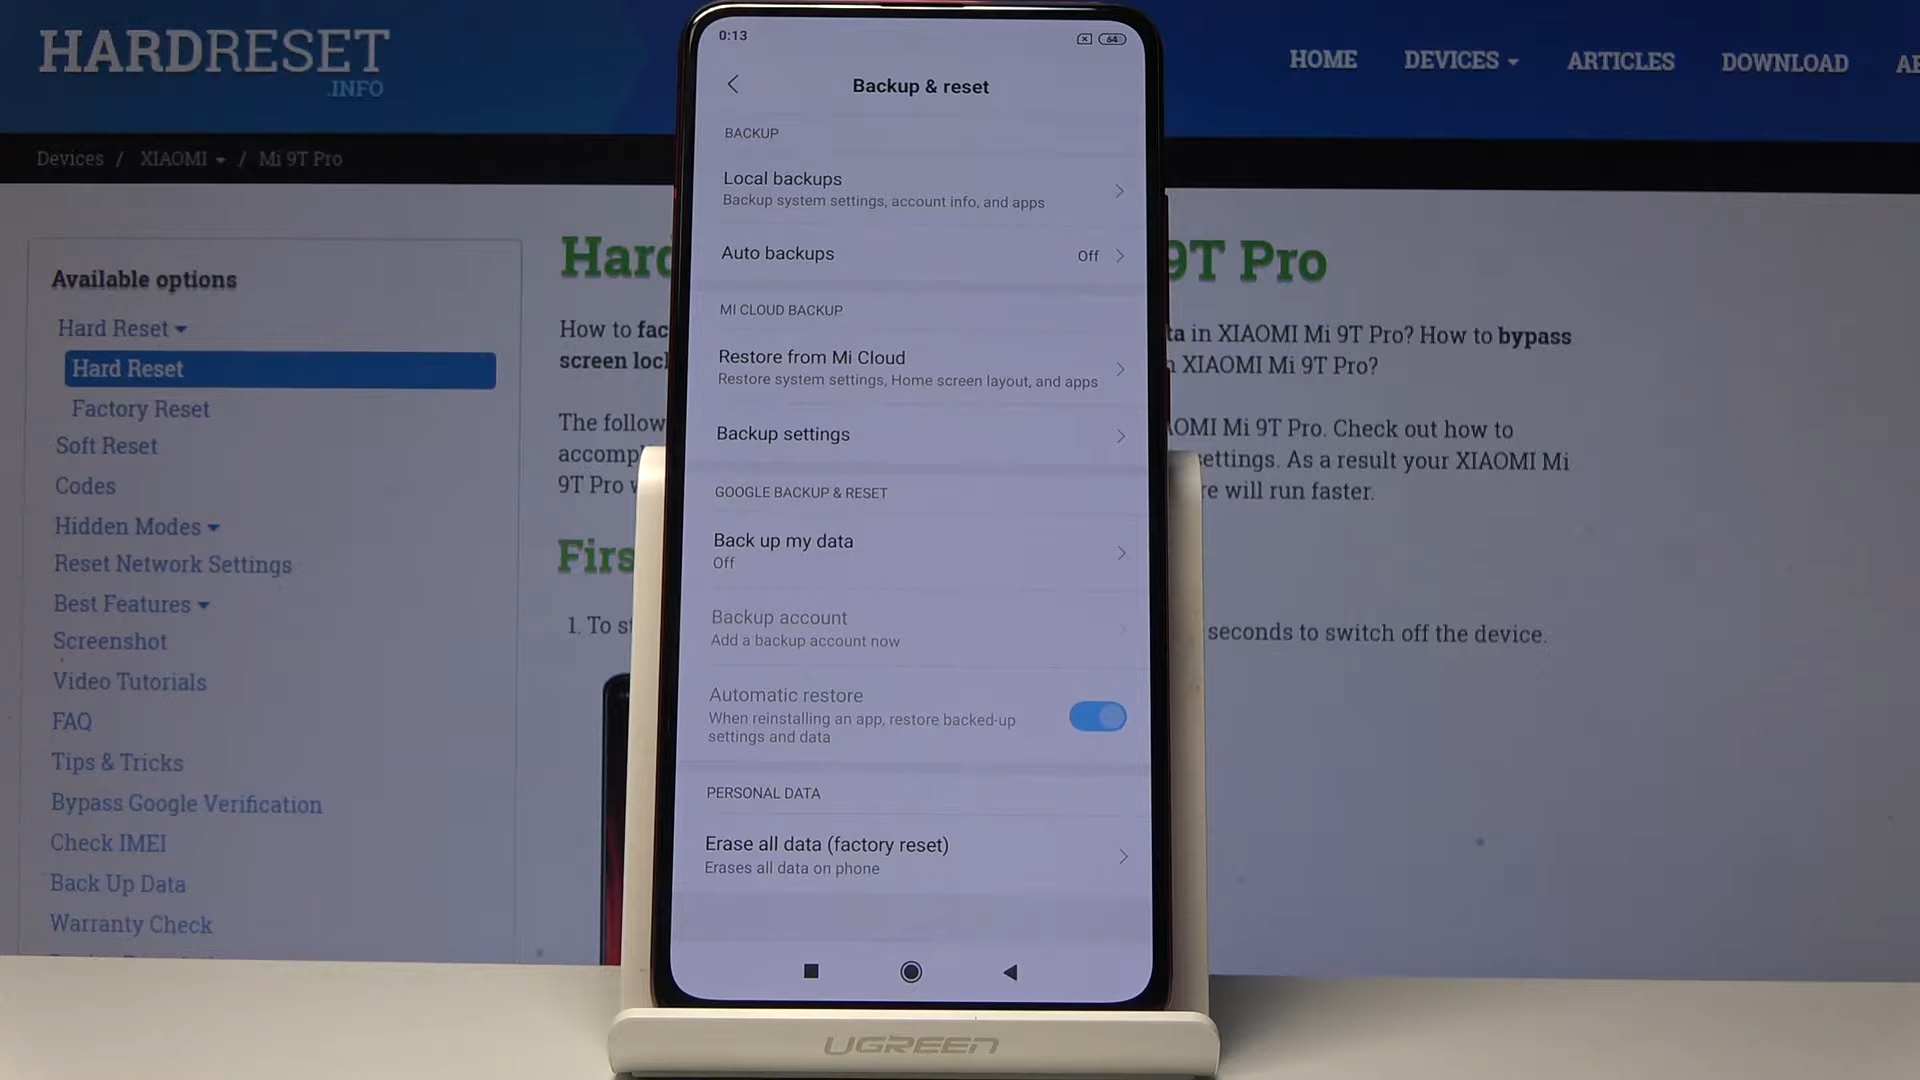 HARDRESET
.INFO
HOME
DEVICES
ARTICLES
DOWNLOAD
Devices / XIAOMI / Mi 9T Pro
Available options
Hard Reset
Hard Reset
Factory Reset
Soft Reset
Codes
Hidden Modes
Reset Network Settings
Best Features
Screenshot
Video Tutorials
FAQ
Tips & Tricks
Bypass Google Verification
Check IMEI
Back Up Data
Warranty Check
9T Pro
How to
in XIAOMI Mi 9T Pro? How to bypass
screen
XIAOMI Mi 9T Pro?
The
Mi 9T Pro. Check out how to
As a result your XIAOMI Mi
9T Pro
will run faster.
1. To
seconds to switch off the device.
0:13
64
Backup & reset
BACKUP
Local backups
Backup system settings, account info, and apps
Auto backups
Off
MI CLOUD BACKUP
Restore from Mi Cloud
Restore system settings, Home screen layout, and apps
Backup settings
GOOGLE BACKUP & RESET
Back up my data
Off
Backup account
Add a backup account now
Automatic restore
When reinstalling an app, restore backed-up
settings and data
PERSONAL DATA
Erase all data (factory reset)
Erases all data on phone
UGREEN